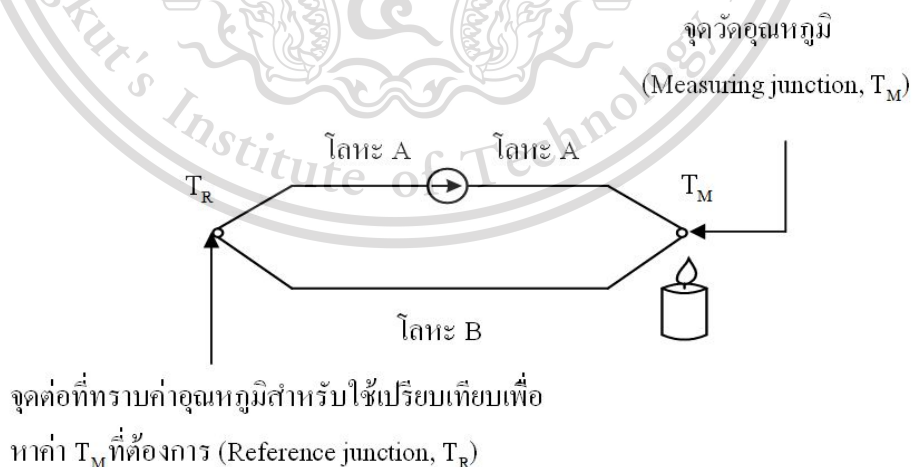 จุดวัดอุณหภูมิ
(Measuring junction, T_M)
โลหะ A
โลหะ A
T_R
T_M
โลหะ B
จุดต่อที่ทราบค่าอุณหภูมิสำหรับใช้เปรียบเทียบเพื่อ
หาค่า T_M ที่ต้องการ (Reference junction, T_R)
kut's Institute of Technology